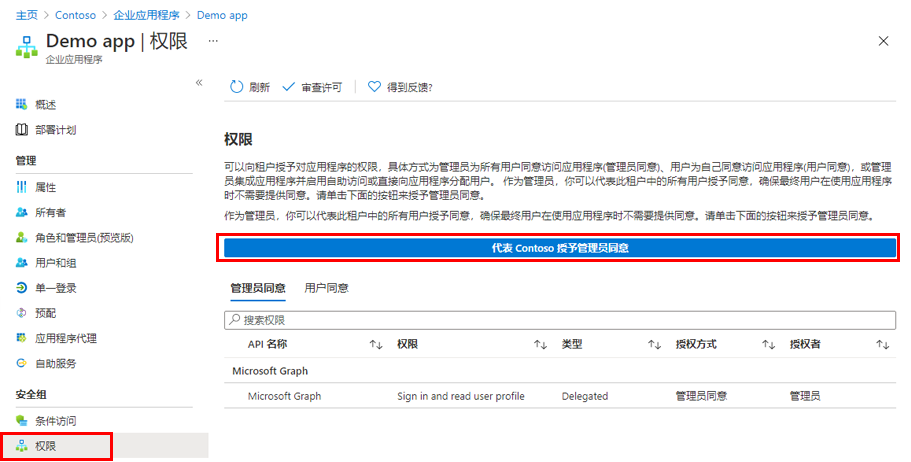 主页 > Contoso > 企业应用程序 > Demo app
Demo app | 权限 ...
企业应用程序
«
概述
部署计划
管理
属性
所有者
角色和管理员(预览版)
用户和组
单一登录
预配
应用程序代理
自助服务
安全组
条件访问
权限
刷新 审查许可 得到反馈?
权限
可以向租户授予对应用程序的权限，具体方式为管理员为所有用户同意访问应用程序(管理员同意)、用户为自己同意访问应用程序(用户同意)，或管
理员集成应用程序并启用自助访问或直接向应用程序分配用户。 作为管理员，你可以代表此租户中的所有用户授予同意，确保最终用户在使用应用程序
时不需要提供同意。请单击下面的按钮来授予管理员同意。
作为管理员，你可以代表此租户中的所有用户授予同意，确保最终用户在使用应用程序时不需要提供同意。请单击下面的按钮来授予管理员同意。
代表 Contoso 授予管理员同意
管理员同意 用户同意
搜索权限
API 名称 权限 类型 授权方式 授权者
Microsoft Graph
Microsoft Graph Sign in and read user profile Delegated 管理员同意 管理员